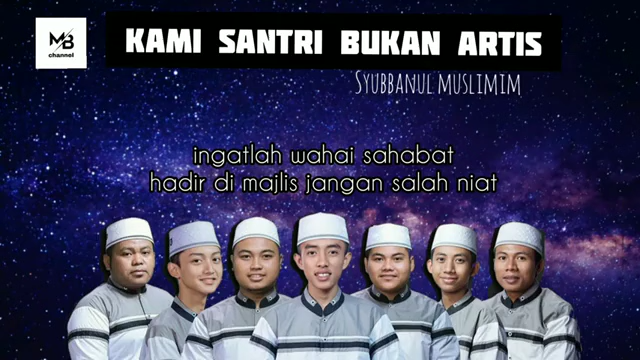 MB
channel
KAMI SANTRI BUKAN ARTIS
SYUBBANUL MUSLIMIM
ingatlah wahai sahabat
hadir di majlis jangan salah niat